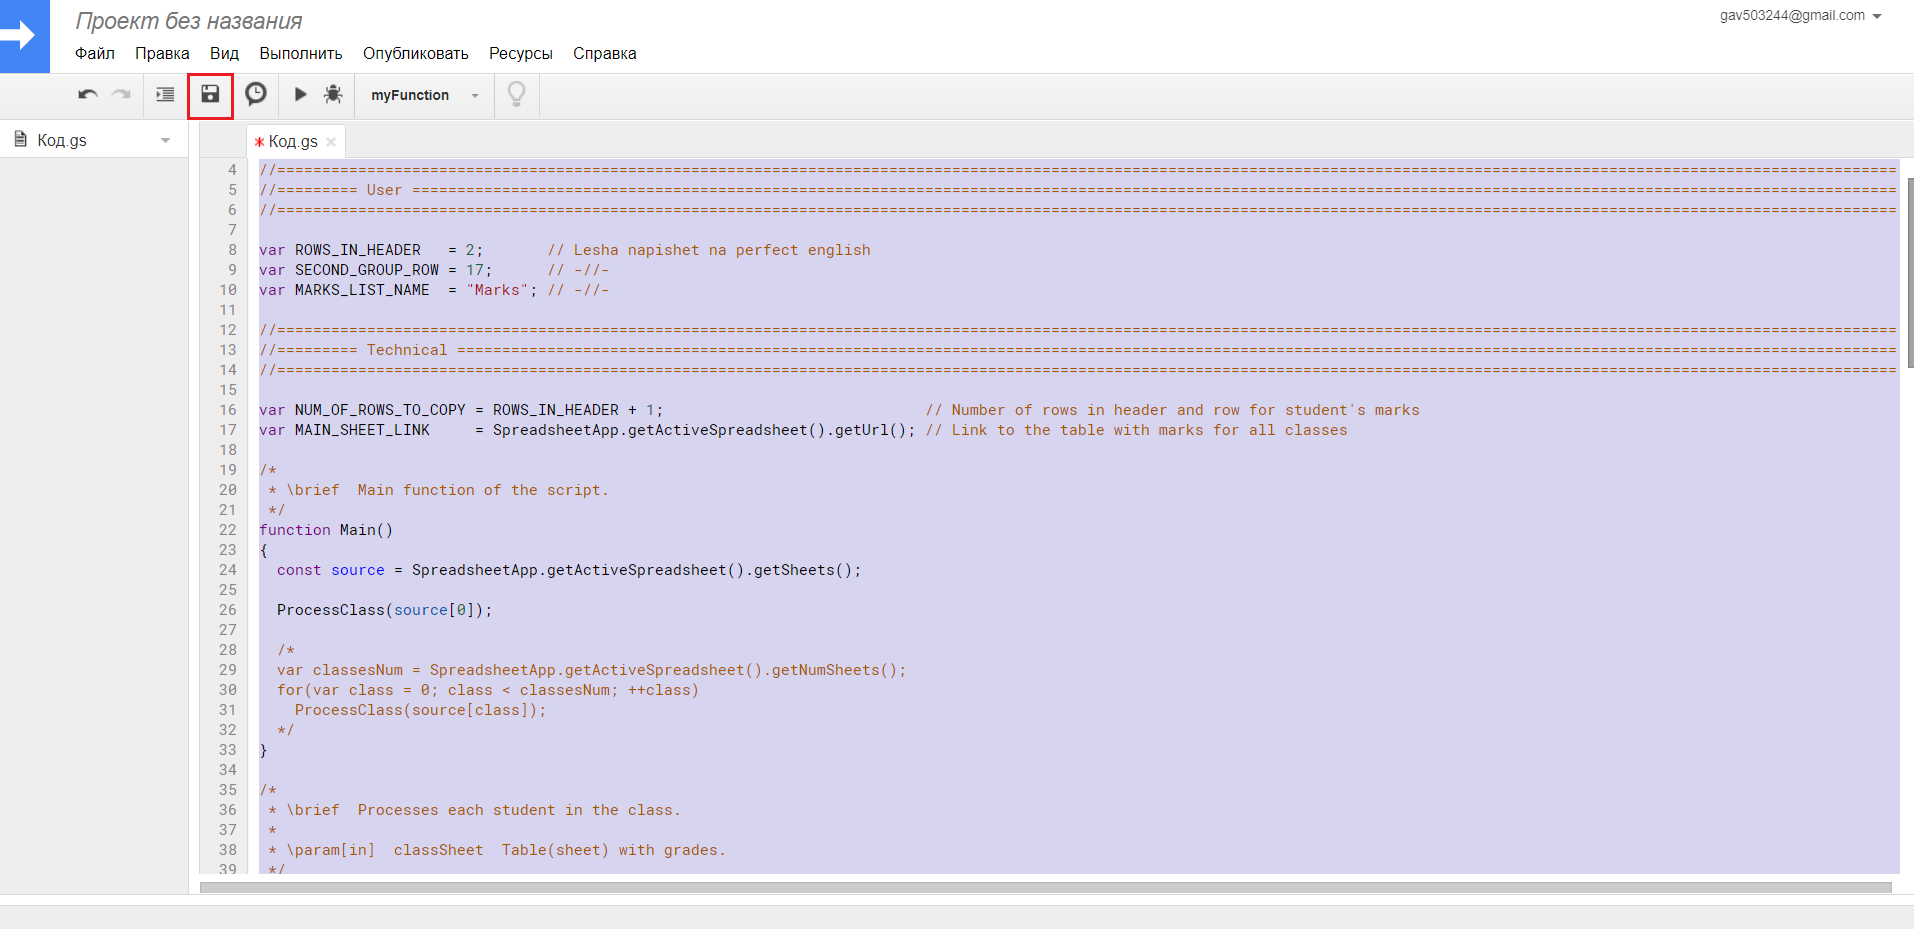 Проект без названия
gav503244@gmail.com
Файл Правка Вид Выполнить Опубликовать Ресурсы Справка
myFunction
Код.gs
* Код.gs ×
4 //====================================================================================================================================================================================
5 //========= User =====================================================================================================================================================================
6 //====================================================================================================================================================================================
7
8 var ROWS_IN_HEADER   = 2;       // Lesha napishet na perfect english
9 var SECOND_GROUP_ROW = 17;      // -//-
10 var MARKS_LIST_NAME  = "Marks"; // -//-
11
12 //====================================================================================================================================================================================
13 //========= Technical ================================================================================================================================================================
14 //====================================================================================================================================================================================
15
16 var NUM_OF_ROWS_TO_COPY = ROWS_IN_HEADER + 1;                             // Number of rows in header and row for student's marks
17 var MAIN_SHEET_LINK     = SpreadsheetApp.getActiveSpreadsheet().getUrl(); // Link to the table with marks for all classes
18
19 /*
20  * \brief  Main function of the script.
21  */
22 function Main()
23 {
24   const source = SpreadsheetApp.getActiveSpreadsheet().getSheets();
25
26   ProcessClass(source[0]);
27
28   /*
29   var classesNum = SpreadsheetApp.getActiveSpreadsheet().getNumSheets();
30   for(var class = 0; class < classesNum; ++class)
31     ProcessClass(source[class]);
32   */
33 }
34
35 /*
36  * \brief  Processes each student in the class.
37  *
38  * \param[in]  classSheet  Table(sheet) with grades.
39  */